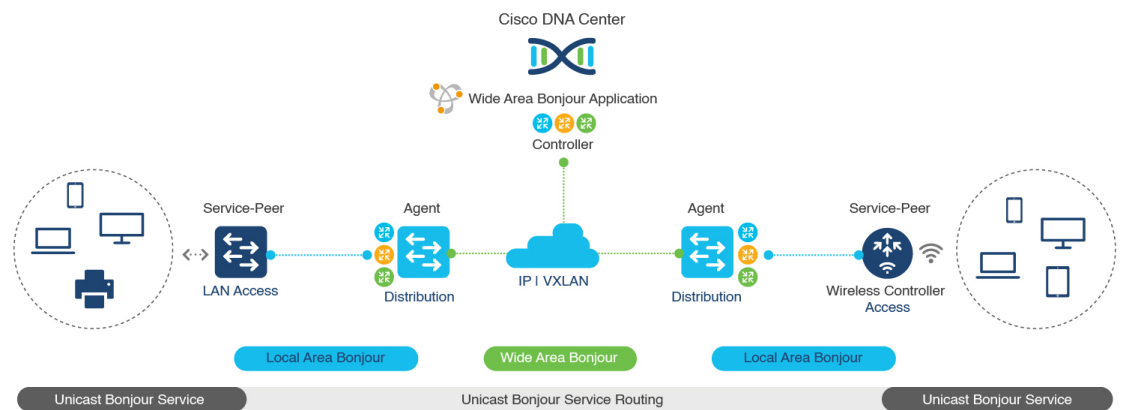 Cisco DNA Center
Wide Area Bonjour Application
Controller
Service-Peer
Agent
Agent
Service-Peer
LAN Access
Distribution
IP | VXLAN
Distribution
Wireless Controller
Access
Local Area Bonjour
Wide Area Bonjour
Local Area Bonjour
Unicast Bonjour Service
Unicast Bonjour Service Routing
Unicast Bonjour Service